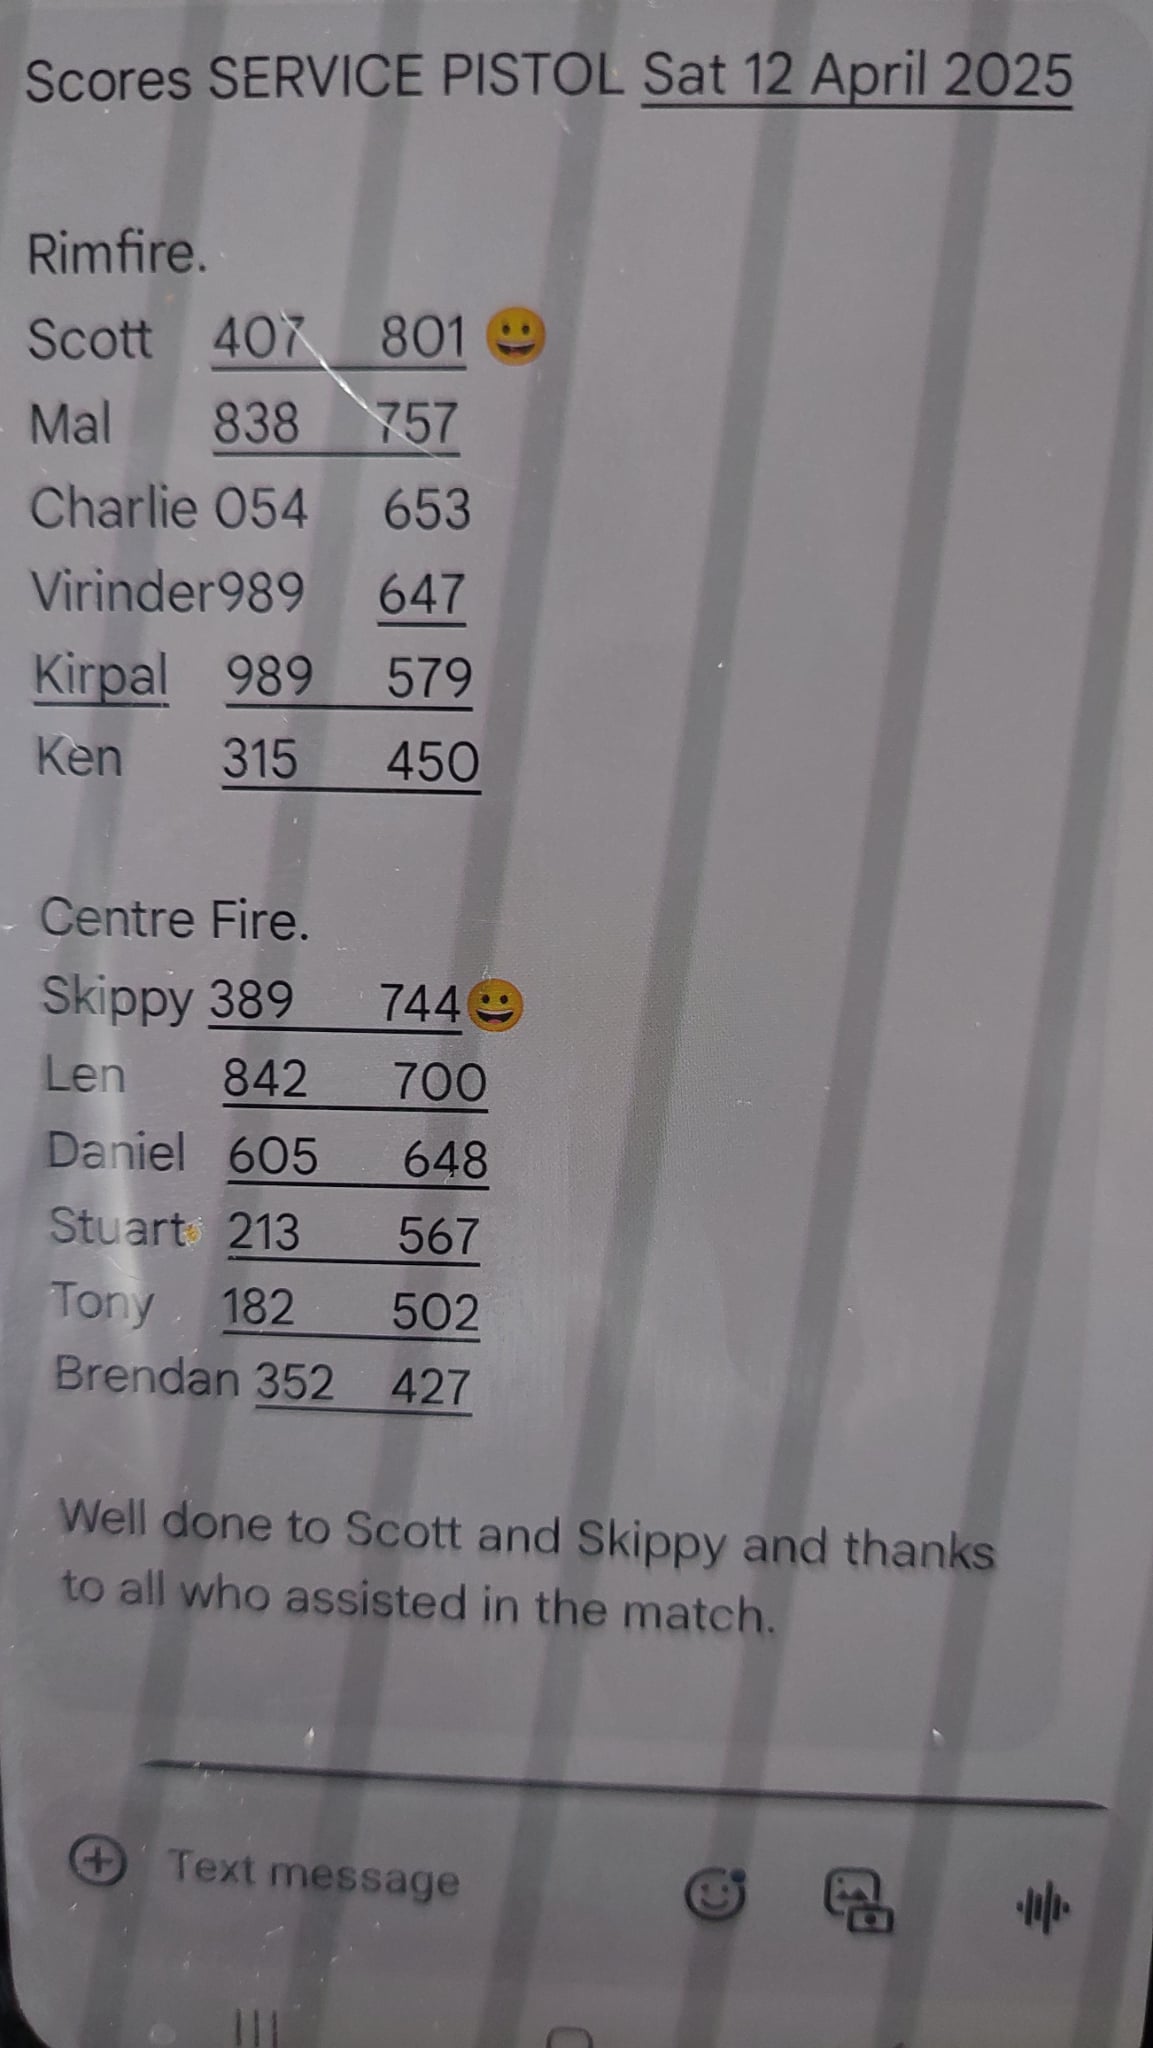 Scores SERVICE PISTOL Sat 12 April 2025
Rimfire.
Scott 407 801 😀
Mal 838 757
Charlie 054 653
Virinder989 647
Kirpal 989 579
Ken 315 450
Centre Fire.
Skippy 389 744😀
Len 842 700
Daniel 605 648
Stuart 213 567
Tony 182 502
Brendan 352 427
Well done to Scott and Skippy and thanks
to all who assisted in the match.
Text message